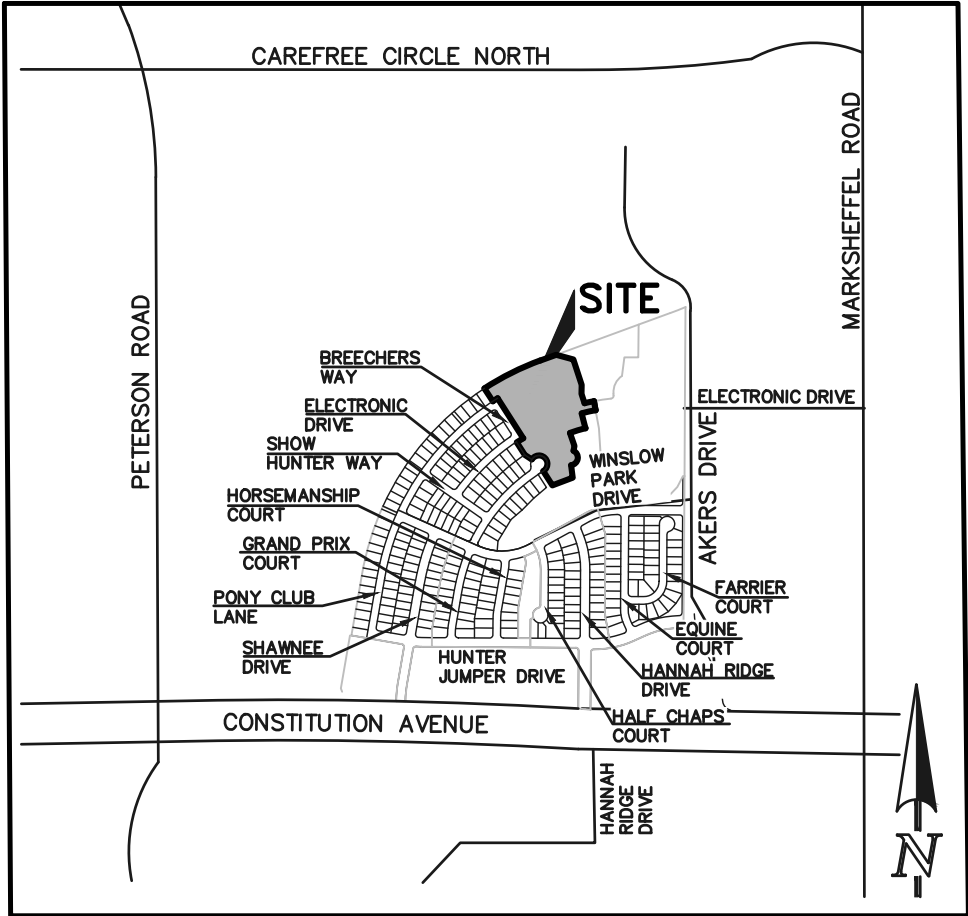 CAREFREE CIRCLE NORTH
MARKSHEFFEL ROAD
PETERSON ROAD
SITE
BREECHERS
WAY
ELECTRONIC DRIVE
ELECTRONIC
DRIVE
SHOW
HUNTER WAY
WINSLOW
PARK
DRIVE
AKERS DRIVE
HORSEMANSHIP
COURT
GRAND PRIX
COURT
FARRIER
COURT
PONY CLUB
LANE
EQUINE
COURT
SHAWNEE
DRIVE
HUNTER
JUMPER DRIVE
HANNAH RIDGE
DRIVE
HALF CHAPS
COURT
CONSTITUTION AVENUE
HANNAH
RIDGE
DRIVE
N